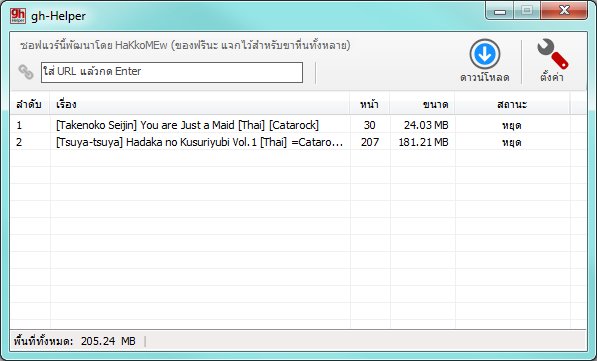 gh Helper gh-Helper
ซอฟแวร์นี้พัฒนาโดย HaKkoMEw (ของฟรีนะ แจกไว้สำหรับขาหื่นทั้งหลาย)
ใส่ URL แล้วกด Enter
ดาวน์โหลด ตั้งค่า
ลำดับ เรื่อง หน้า ขนาด สถานะ
1 [Takenoko Seijin] You are Just a Maid [Thai] [Catarock] 30 24.03 MB หยุด
2 [Tsuya-tsuya] Hadaka no Kusuriyubi Vol.1 [Thai] =Cataro... 207 181.21 MB หยุด
พื้นที่ทั้งหมด: 205.24 MB